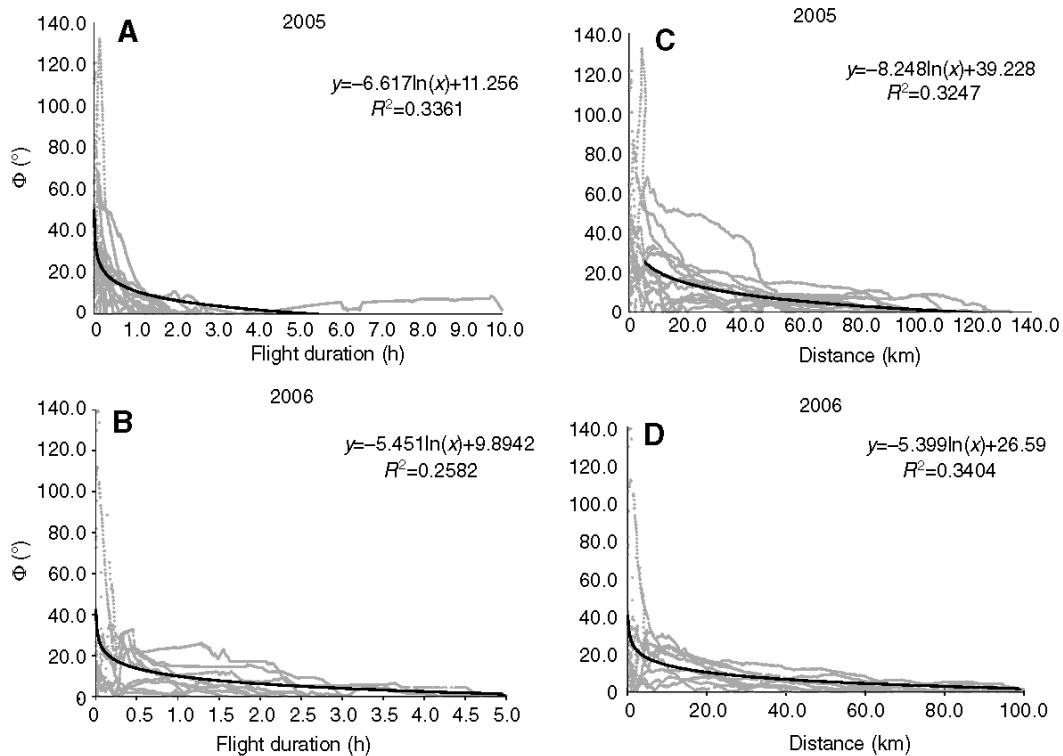 A
2005
140.0
120.0
100.0
80.0
60.0
40.0
20.0
0
Φ (°)
y=–6.617ln(x)+11.256
R²=0.3361
0 1.0 2.0 3.0 4.0 5.0 6.0 7.0 8.0 9.0 10.0
Flight duration (h)
C
2005
140.0
120.0
100.0
80.0
60.0
40.0
20.0
0
y=–8.248ln(x)+39.228
R²=0.3247
0 20.0 40.0 60.0 80.0 100.0 120.0 140.0
Distance (km)
B
2006
140.0
120.0
100.0
80.0
60.0
40.0
20.0
0
Φ (°)
y=–5.451ln(x)+9.8942
R²=0.2582
0 0.5 1.0 1.5 2.0 2.5 3.0 3.5 4.0 4.5 5.0
Flight duration (h)
D
2006
140.0
120.0
100.0
80.0
60.0
40.0
20.0
0
y=–5.399ln(x)+26.59
R²=0.3404
0 20.0 40.0 60.0 80.0 100.0
Distance (km)